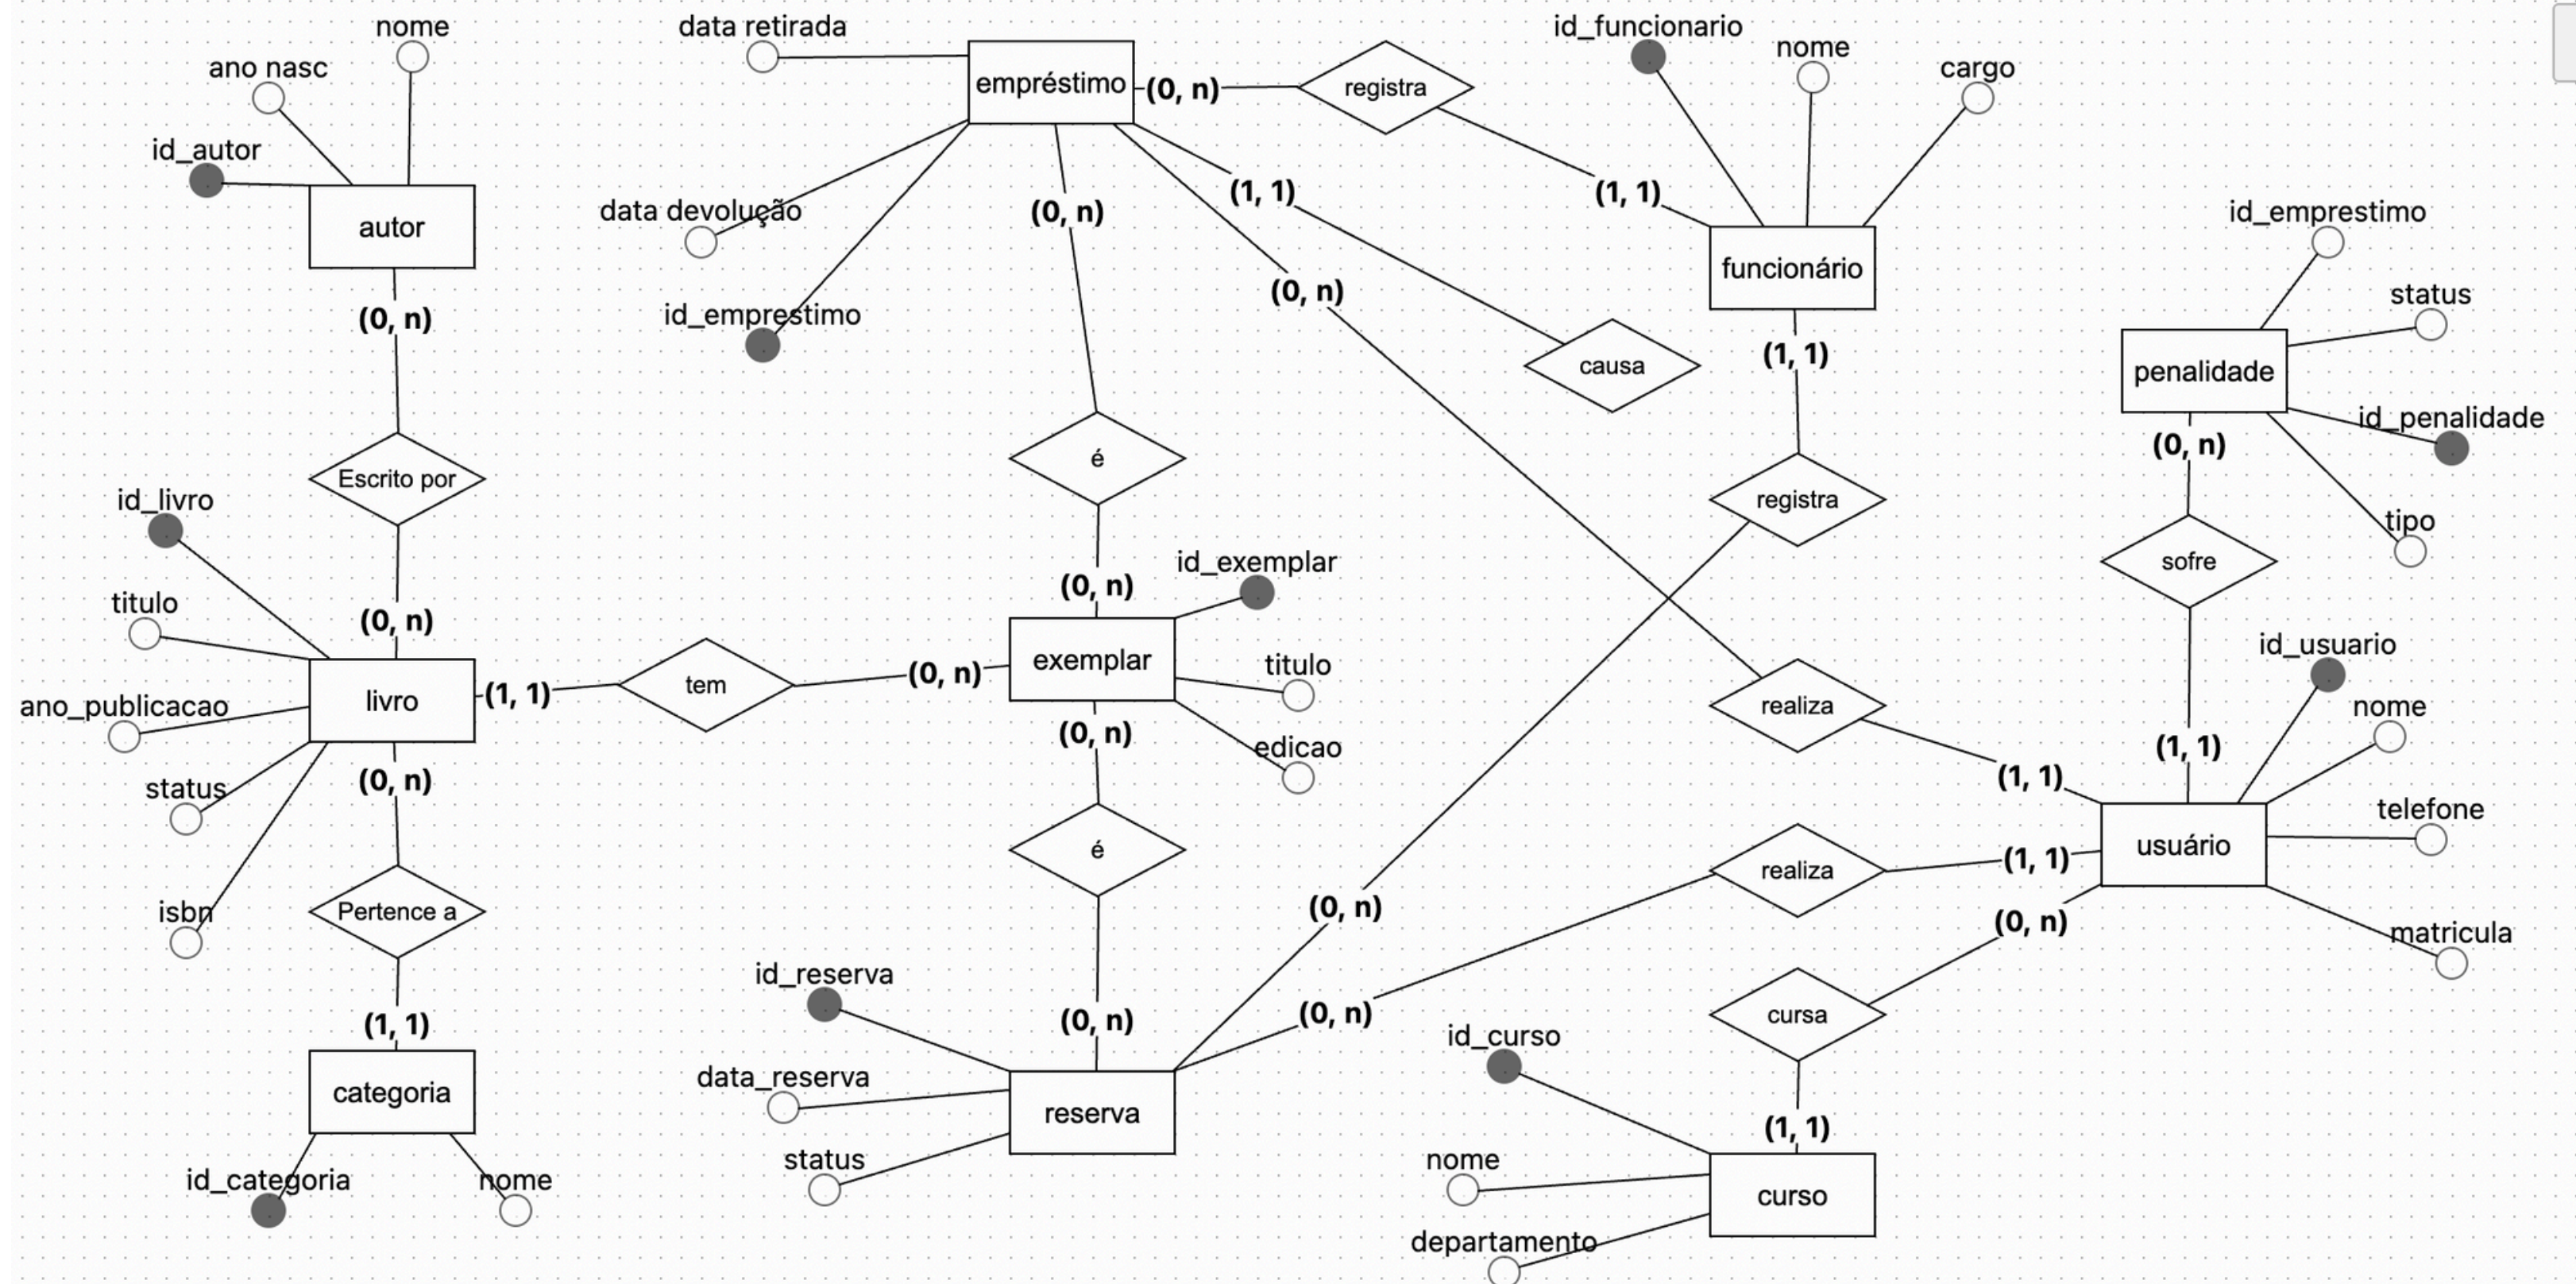 nome
data retirada
id_funcionario
nome
cargo
ano nasc
empréstimo
(0, n)
registra
id_autor
autor
data devolução
(0, n)
(1, 1)
(1, 1)
id_emprestimo
funcionário
(0, n)
id_emprestimo
(0, n)
status
causa
(1, 1)
penalidade
id_penalidade
(0, n)
Escrito por
é
registra
id_livro
tipo
sofre
titulo
(0, n)
(0, n)
id_exemplar
exemplar
titulo
id_usuario
livro
(1, 1)
tem
(0, n)
ano_publicacao
realiza
nome
(0, n)
edicao
(1, 1)
(1, 1)
status
(0, n)
telefone
usuário
é
realiza
(1, 1)
isbn
Pertence a
(0, n)
(0, n)
matricula
id_reserva
(1, 1)
(0, n)
(0, n)
cursa
id_curso
data_reserva
categoria
reserva
(1, 1)
id_categoria
nome
status
nome
curso
departamento